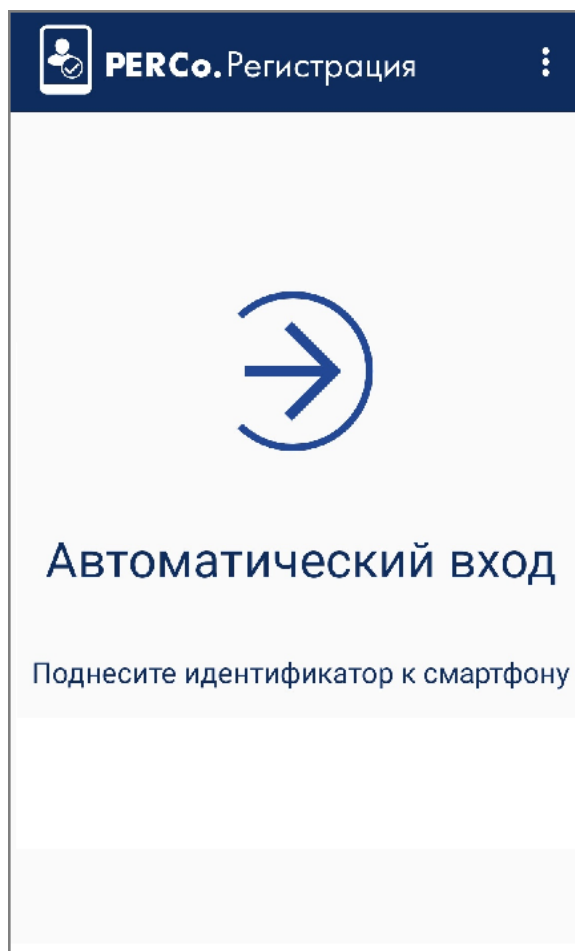 PERCo.Регистрация
Автоматический вход
Поднесите идентификатор к смартфону